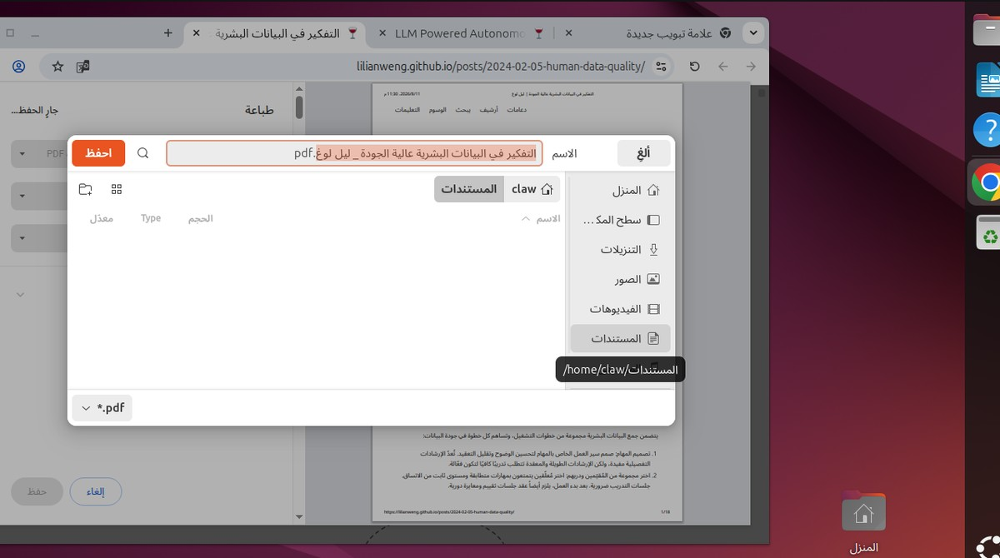 علامة تبويب جديدة
LLM Powered Autonomo
التفكير في البيانات البشرية
lilianweng.github.io/posts/2024-02-05-human-data-quality/
طباعة
جارٍ الحفظ...
PDF
التفكير في البيانات البشرية عالية الجودة | ليل لوغ
دعامات أرشيف يبحث الوسوم التعليمات
ألغِ
الاسم
التفكير في البيانات البشرية عالية الجودة _ ليل لوغ.pdf
احفظ
المنزل
سطح المك...
التنزيلات
الصور
الفيديوهات
المستندات
/home/claw/المستندات
claw
المستندات
الاسم
الحجم
Type
معدّل
*.pdf
يتضمن جمع البيانات البشرية مجموعة من خطوات التشغيل، وتساهم كل خطوة في جودة البيانات:
1. تصميم المهام: صمم سير العمل الخاص بالمهام لتحسين الوضوح وتقليل التعقيد. تُعدّ الإرشادات
التفصيلية مفيدة، ولكن الإرشادات الطويلة والمعقدة تتطلب تدريبًا كافيًا لتكون فعّالة.
2. اختر مجموعة من المُقيّمين ودربهم: اختر مُعلّقين يتمتعون بمهارات متطابقة ومستوى ثابت من الاتساق.
جلسات التدريب ضرورية. بعد بدء العمل، يلزم أيضاً عقد جلسات تقييم ومعايرة دورية.
https://lilianweng.github.io/posts/2024-02-05-human-data-quality/
1/18
إلغاء
حفظ
المنزل